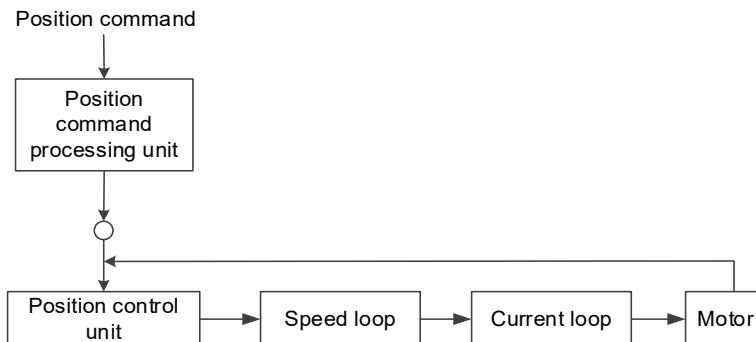 Position command
Position
command
processing unit
Position control
unit
Speed loop
Current loop
Motor